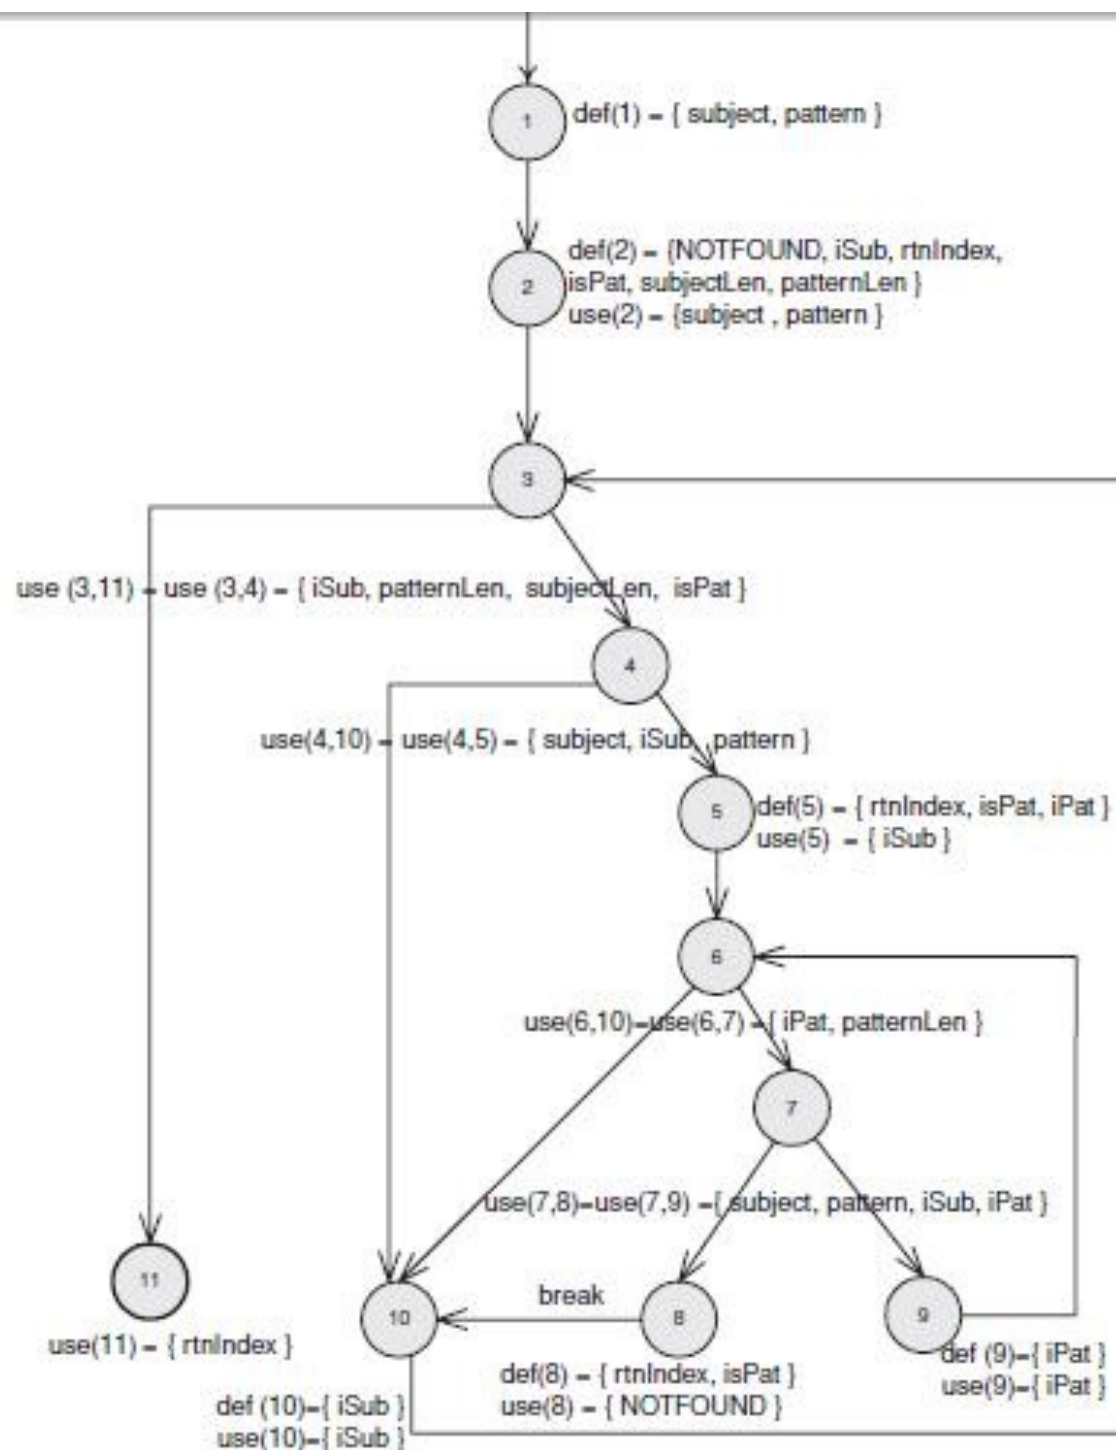 1
def(1) = { subject, pattern }
2
def(2) = {NOTFOUND, iSub, rtnIndex,
isPat, subjectLen, patternLen }
use(2) = {subject , pattern }
3
use (3,11) = use (3,4) = { iSub, patternLen, subjectLen, isPat }
4
use(4,10) = use(4,5) = { subject, iSub, pattern }
5
def(5) = { rtnIndex, isPat, iPat }
use(5) = { iSub }
6
use(6,10)=use(6,7) ={ iPat, patternLen }
7
use(7,8)=use(7,9) ={ subject, pattern, iSub, iPat }
11
use(11) = { rtnIndex }
10
def (10)={ iSub }
use(10)={ iSub }
break
8
def(8) = { rtnIndex, isPat }
use(8) = { NOTFOUND }
9
def (9)={ iPat }
use(9)={ iPat }